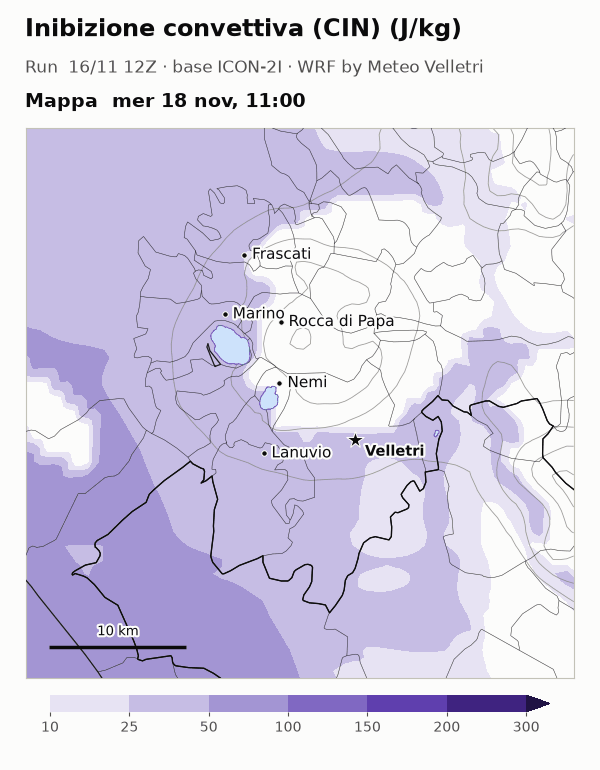 Inibizione convettiva (CIN) (J/kg)
Run 16/11 12Z · base ICON-2I · WRF by Meteo Velletri
Mappa mer 18 nov, 11:00
Frascati
Marino
Rocca di Papa
Nemi
Velletri
Lanuvio
10 km
10 25 50 100 150 200 300